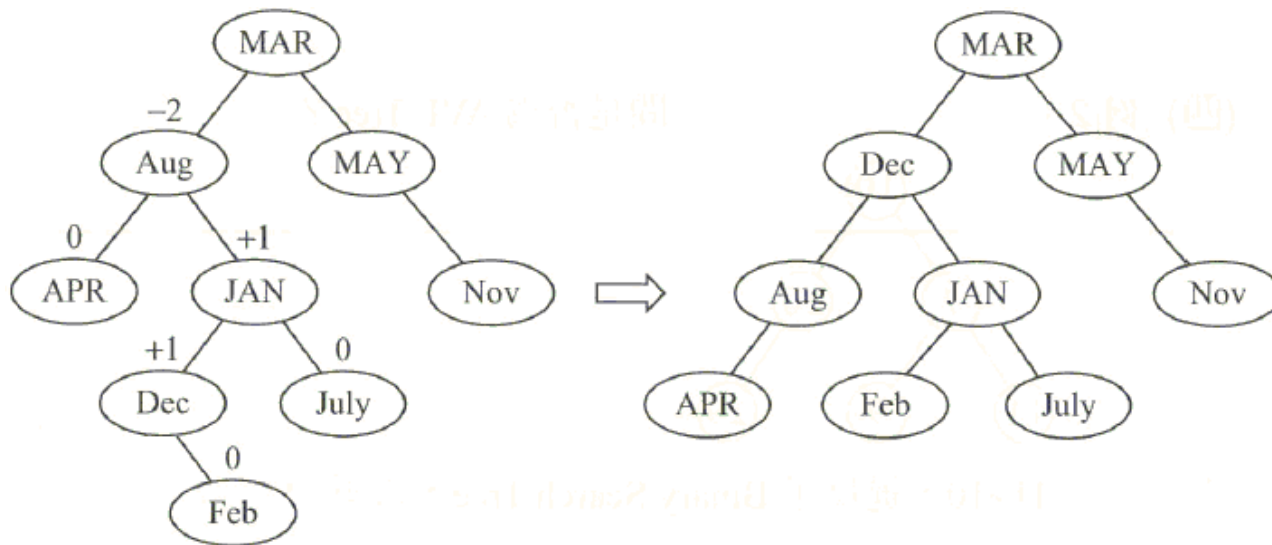 MAR MAR
−2
Aug MAY Dec MAY
0 +1
APR JAN Nov Aug JAN Nov
+1 0
Dec July APR Feb July
0
Feb